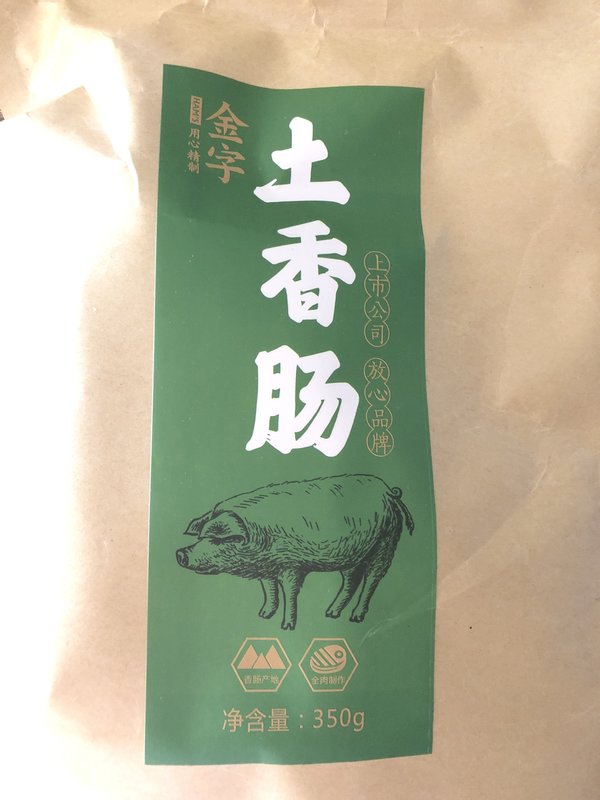 金字
HAMS
用心精制
土香肠
上市公司 放心品牌
香肠产地
全肉制作
净含量：350g